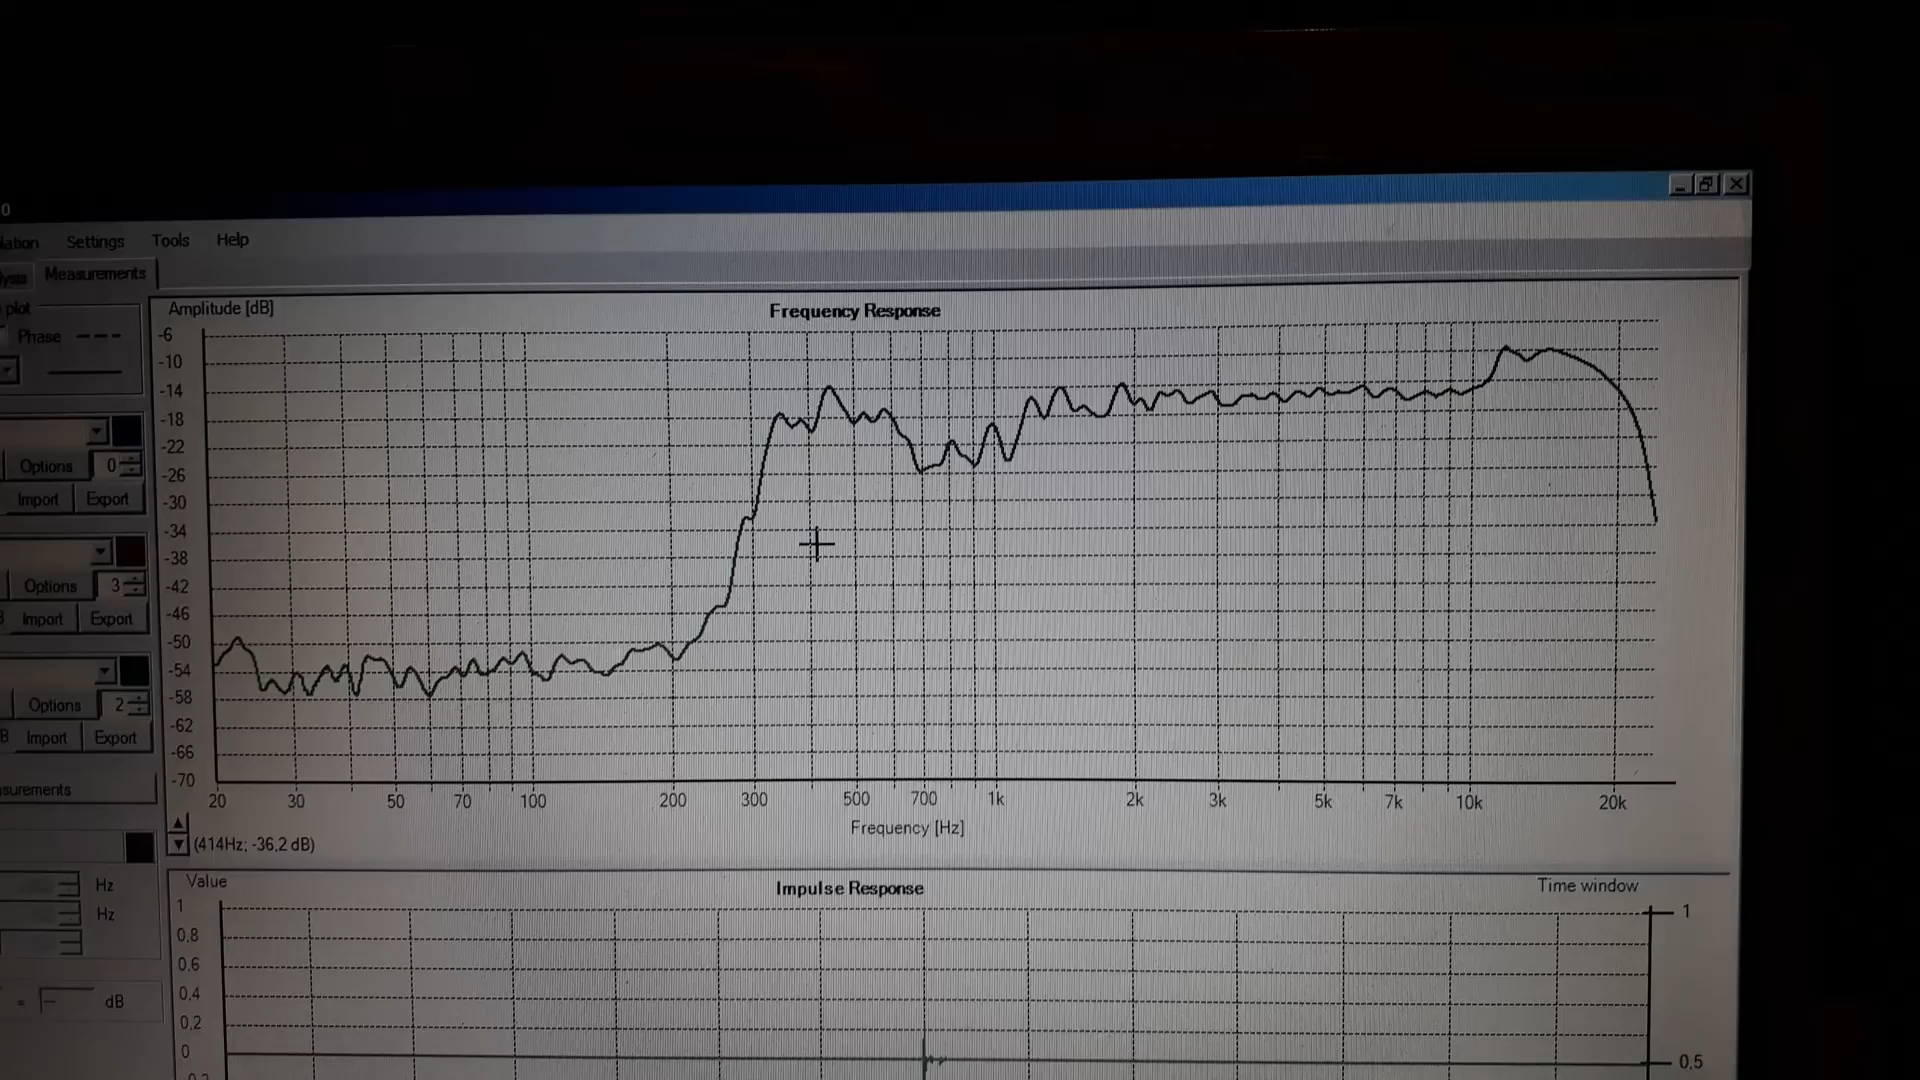 0
lation Settings Tools Help
lysis Measurements
plot
Phase
Options 0
Import Export
Options 3
B Import Export
Options 2
B Import Export
surements
Hz
Hz
= dB
Amplitude [dB]
Frequency Response
-6
-10
-14
-18
-22
-26
-30
-34
-38
-42
-46
-50
-54
-58
-62
-66
-70
20 30 50 70 100 200 300 500 700 1k 2k 3k 5k 7k 10k 20k
Frequency [Hz]
(414Hz; -36,2 dB)
Value
Impulse Response
Time window
1
0,8
0,6
0,4
0,2
0
1
0.5